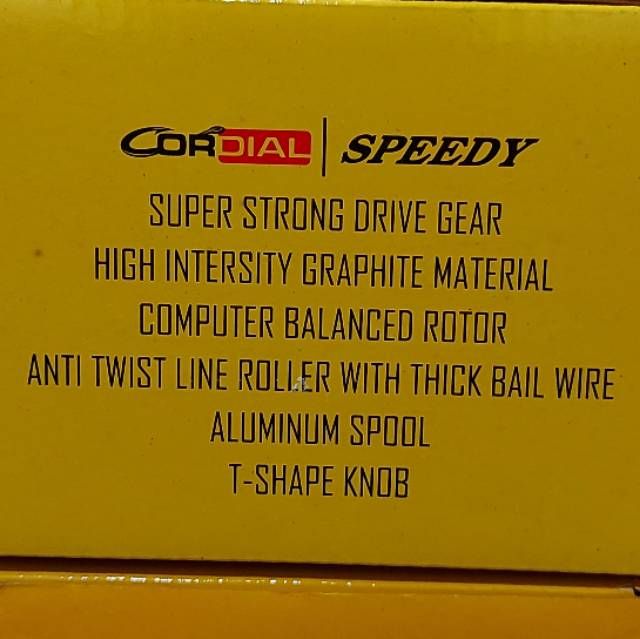 CORDIAL | SPEEDY
SUPER STRONG DRIVE GEAR
HIGH INTERSITY GRAPHITE MATERIAL
COMPUTER BALANCED ROTOR
ANTI TWIST LINE ROLLER WITH THICK BAIL WIRE
ALUMINUM SPOOL
T-SHAPE KNOB